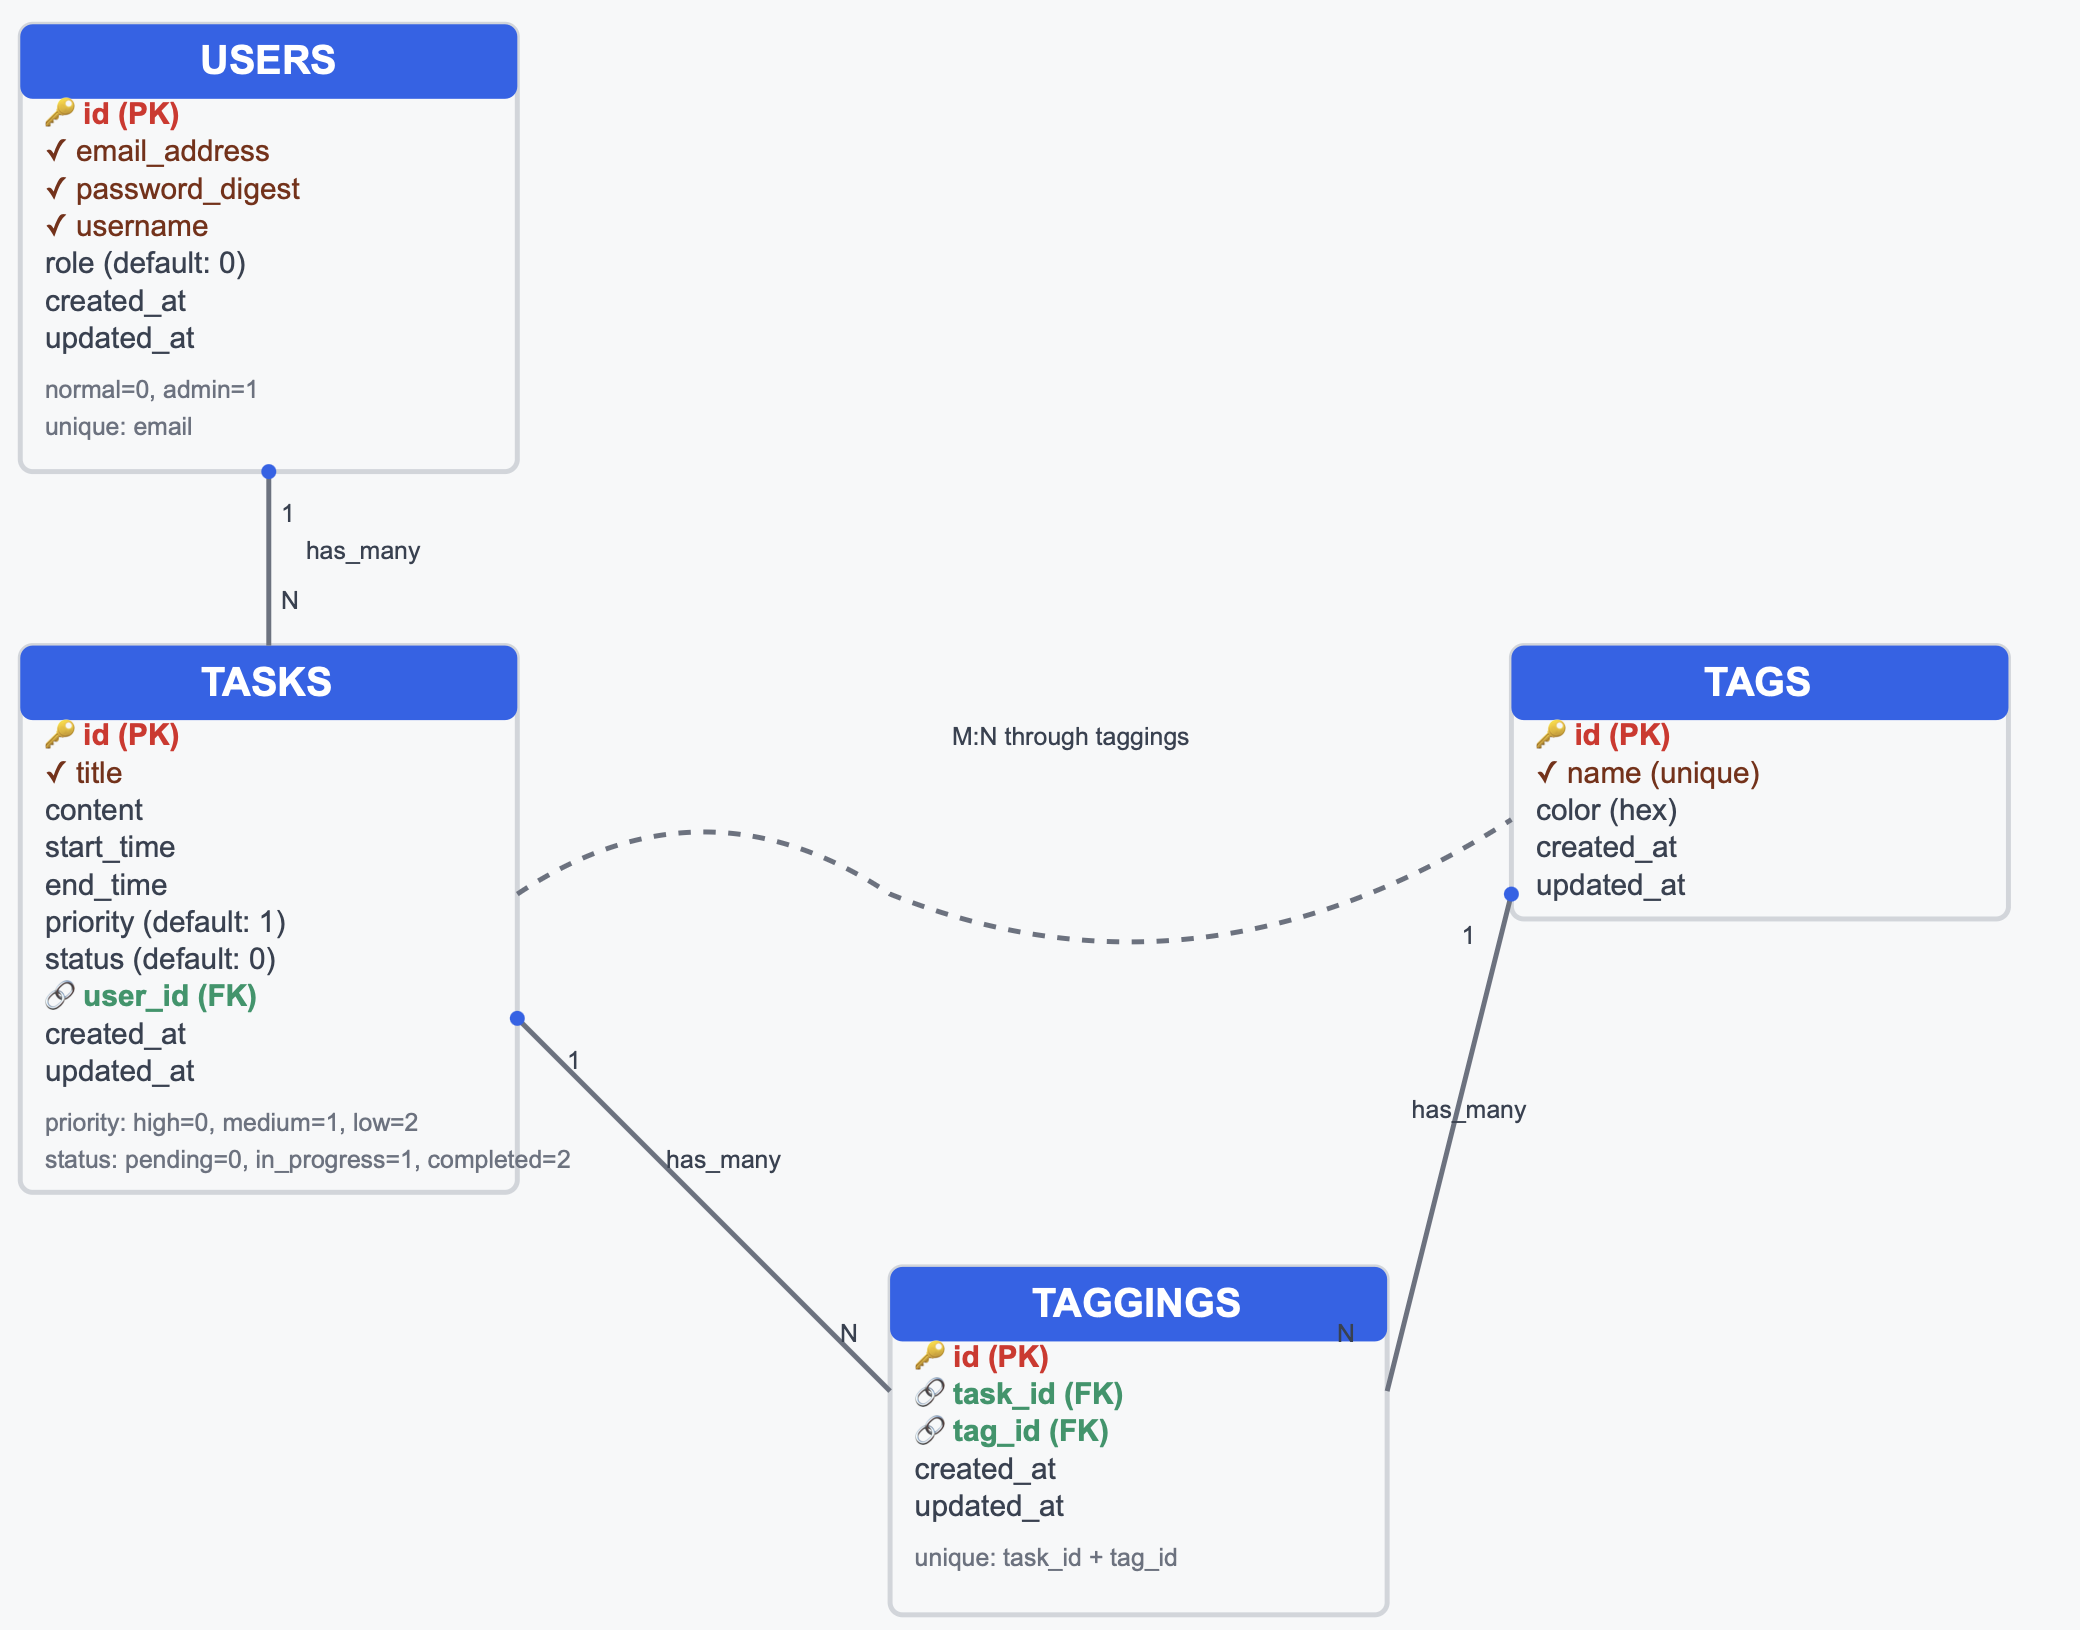 USERS
🔑 id (PK)
✓ email_address
✓ password_digest
✓ username
role (default: 0)
created_at
updated_at
normal=0, admin=1
unique: email
1
has_many
N
TASKS
🔑 id (PK)
✓ title
content
start_time
end_time
priority (default: 1)
status (default: 0)
🔗 user_id (FK)
created_at
updated_at
priority: high=0, medium=1, low=2
status: pending=0, in_progress=1, completed=2
M:N through taggings
TAGS
🔑 id (PK)
✓ name (unique)
color (hex)
created_at
updated_at
1
has_many
N
1
has_many
N
TAGGINGS
🔑 id (PK)
🔗 task_id (FK)
🔗 tag_id (FK)
created_at
updated_at
unique: task_id + tag_id